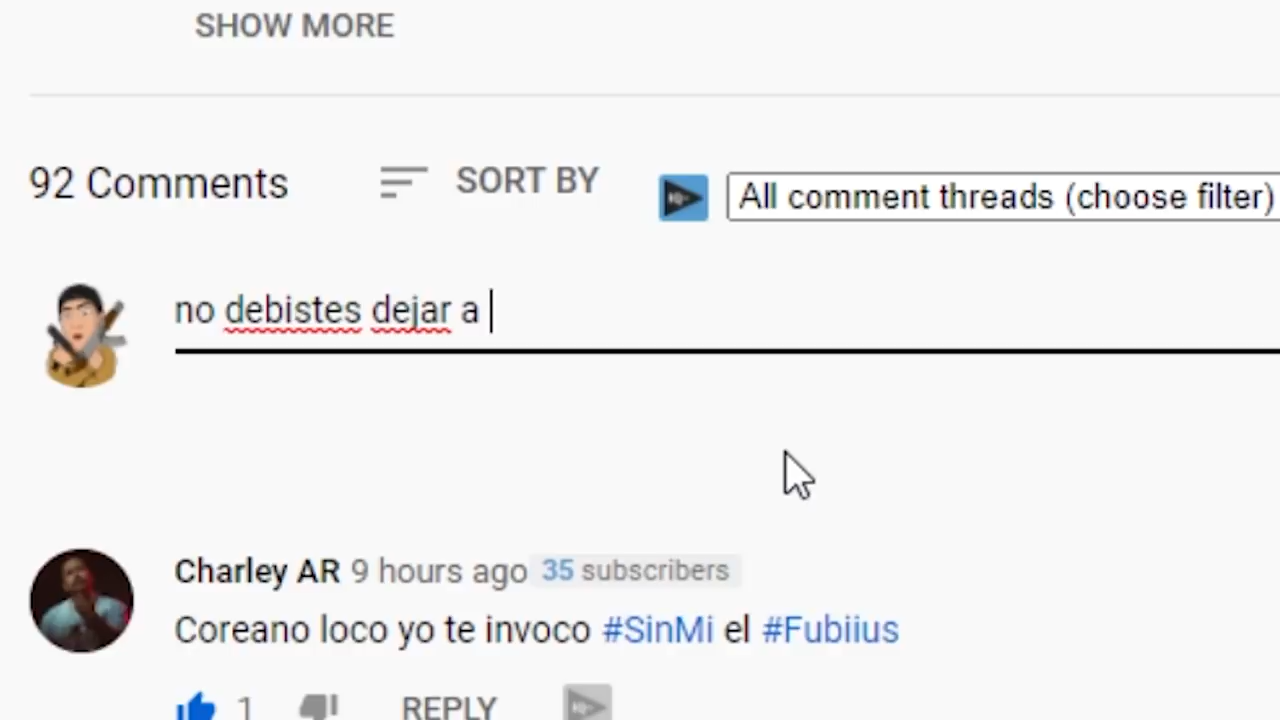 SHOW MORE
92 Comments SORT BY All comment threads (choose filter)
no debistes dejar a
Charley AR 9 hours ago 35 subscribers
Coreano loco yo te invoco #SinMi el #Fubiius
1 REPLY